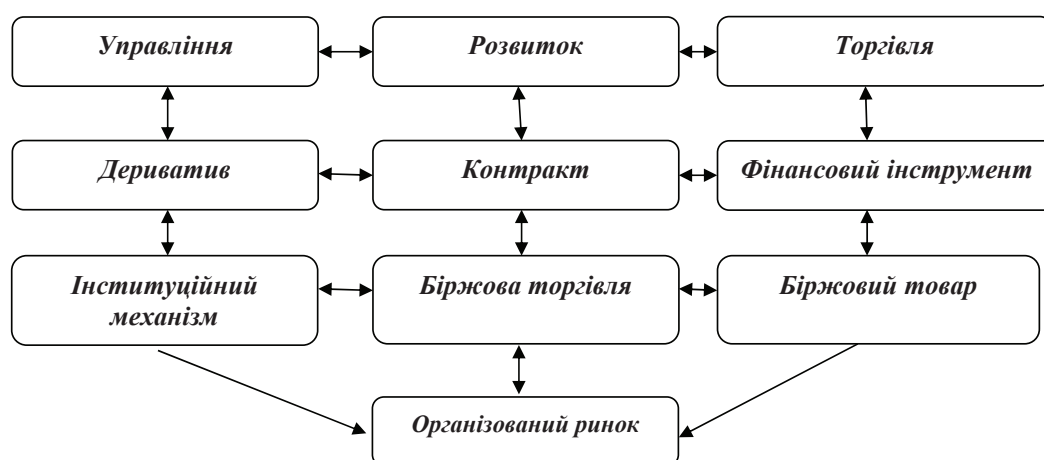 Управління
Розвиток
Торгівля
Дериватив
Контракт
Фінансовий інструмент
Інституційний
механізм
Біржова торгівля
Біржовий товар
Організований ринок